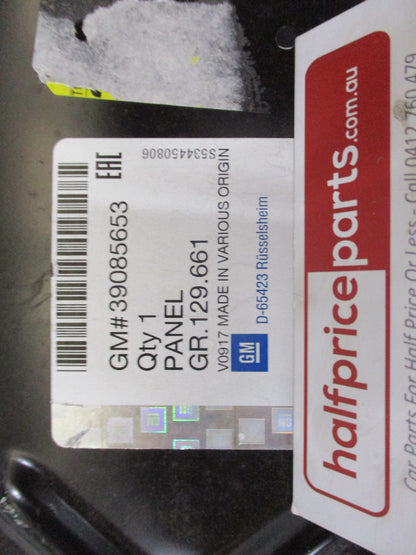 EAC
S534450806
GM# 39085653
Qty 1
PANEL
GR. 129.661
V0917 MADE IN VARIOUS ORIGIN
GM
D-65423 Rüsselsheim
halfpriceparts.com.au
Car Parts For Half Price Or Less. Call 0412 760 479